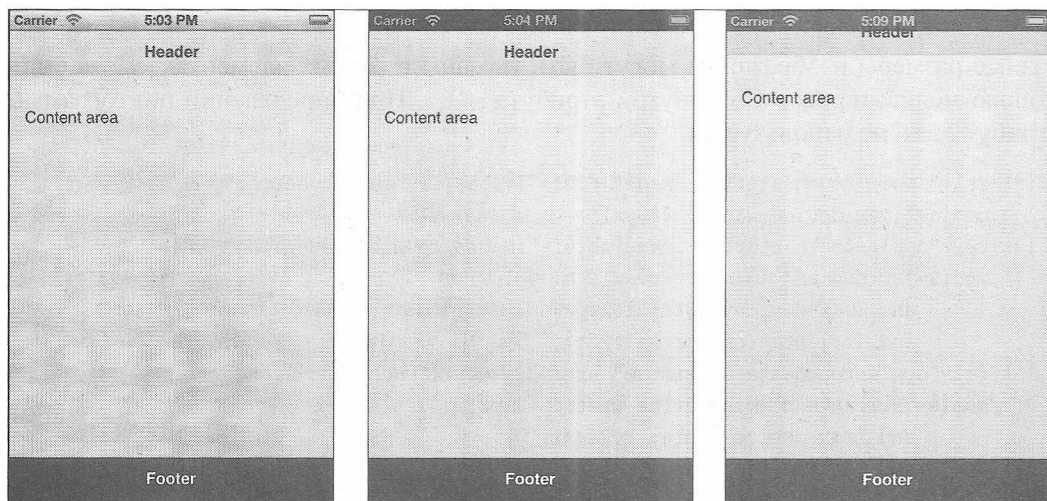 Carrier 5:03 PM
Header
Content area
Footer
Carrier 5:04 PM
Header
Content area
Footer
Carrier 5:09 PM
Header
Content area
Footer